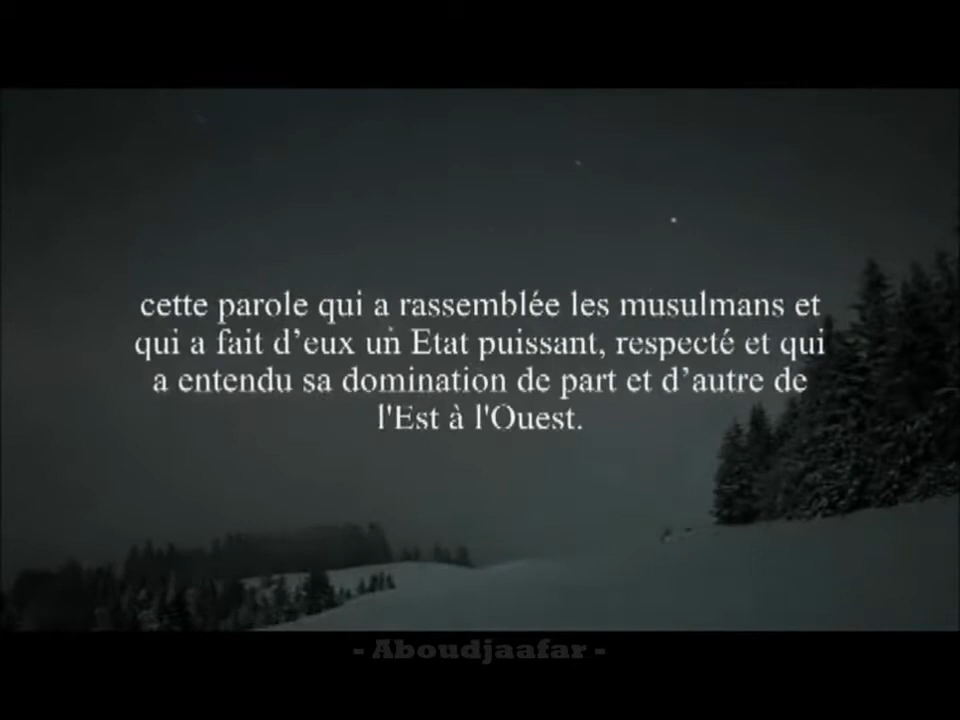 cette parole qui a rassemblée les musulmans et
qui a fait d’eux un Etat puissant, respecté et qui
a entendu sa domination de part et d’autre de
l'Est à l'Ouest.
- Aboudjaafar -